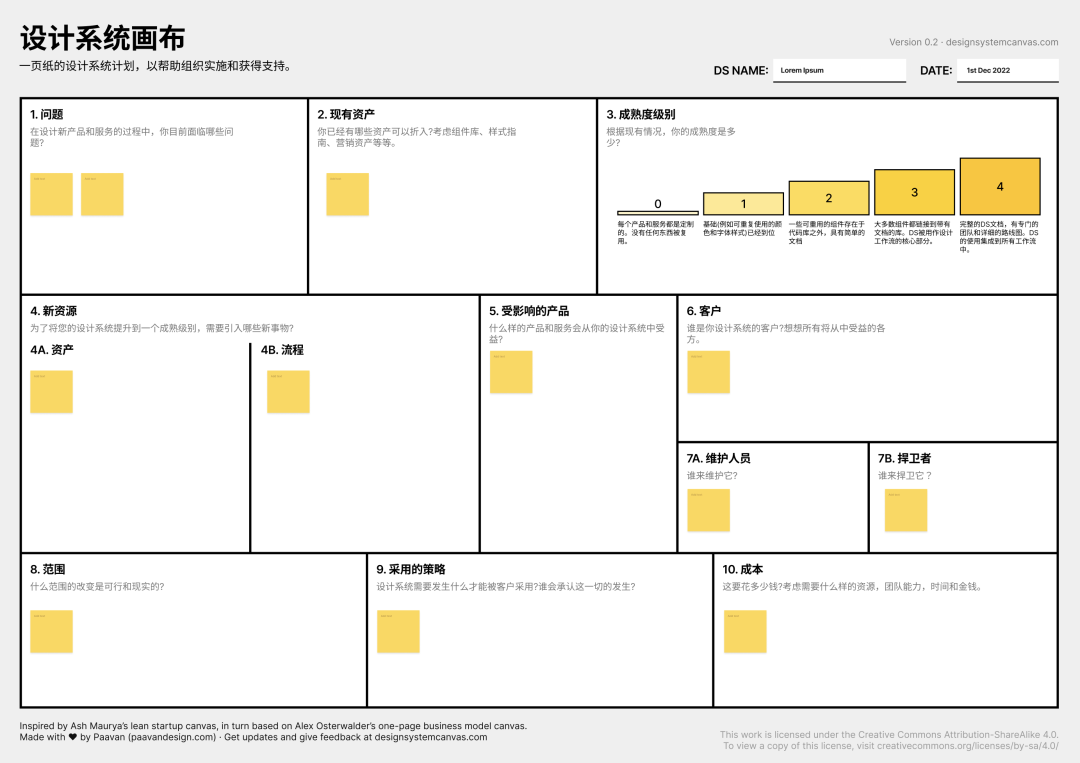 设计系统画布
一页纸的设计系统计划，以帮助组织实施和获得支持。
Version 0.2 · designsystemcanvas.com
DS NAME: Lorem Ipsum DATE: 1st Dec 2022
1. 问题
在设计新产品和服务的过程中，你目前面临哪些问
题?
2. 现有资产
你已经有哪些资产可以折入?考虑组件库、样式指
南、营销资产等等。
3. 成熟度级别
根据现有情况，你的成熟度是多
少?
0
每个产品和服务都是定制
的。没有任何东西被复
用。
1
基础(例如可重复使用的颜
色和字体样式)已经到位
2
一些可重用的组件存在于
代码库之外，具有简单的
文档
3
大多数组件都链接到带有
文档的库。DS被用作设计
工作流的核心部分。
4
完整的DS文档，有专门的
团队和详细的路线图。DS
的使用集成到所有工作流
中。
4. 新资源
为了将您的设计系统提升到一个成熟级别，需要引入哪些新事物?
4A. 资产
4B. 流程
5. 受影响的产品
什么样的产品和服务会从你的设计系统中受
益?
6. 客户
谁是你设计系统的客户?想想所有将从中受益的各
方。
7A. 维护人员
谁来维护它?
7B. 捍卫者
谁来捍卫它 ？
8. 范围
什么范围的改变是可行和现实的?
9. 采用的策略
设计系统需要发生什么才能被客户采用?谁会承认这一切的发生?
10. 成本
这要花多少钱?考虑需要什么样的资源，团队能力，时间和金钱。
Inspired by Ash Maurya's lean startup canvas, in turn based on Alex Osterwalder's one-page business model canvas.
Made with ♥ by Paavan (paavandesign.com) · Get updates and give feedback at designsystemcanvas.com
This work is licensed under the Creative Commons Attribution-ShareAlike 4.0.
To view a copy of this license, visit creativecommons.org/licenses/by-sa/4.0/